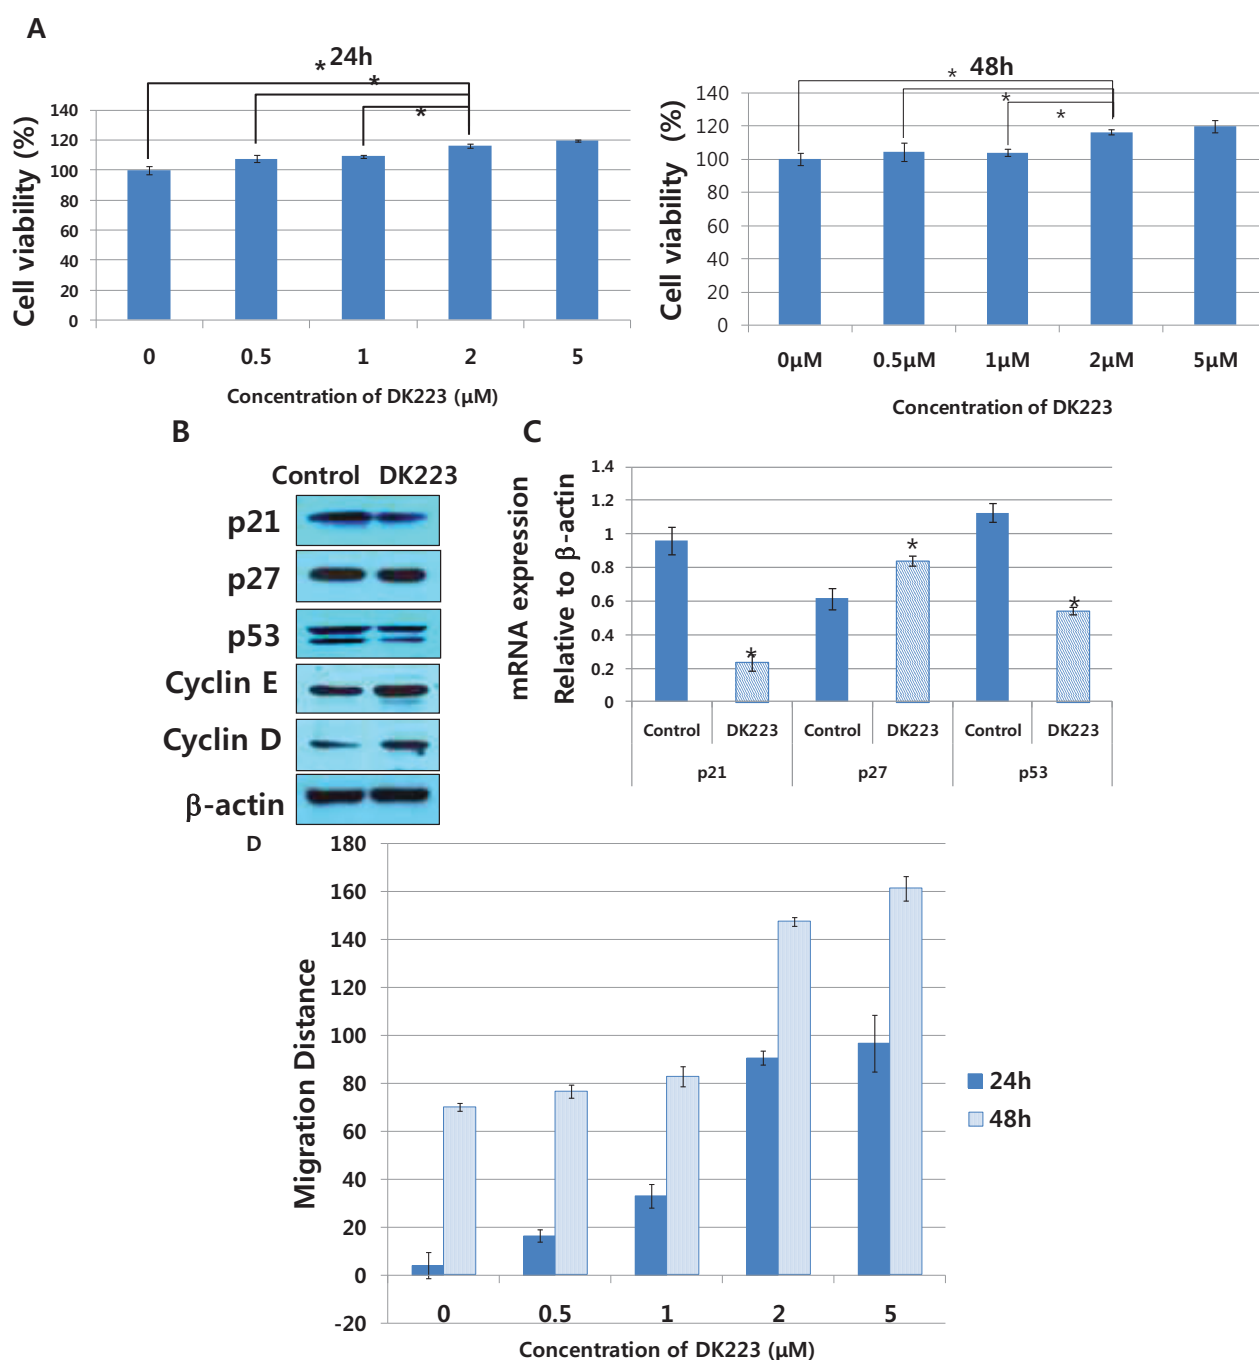 A
* 24h
*
*
140
120
100
80
60
40
20
0
Cell viability (%)
0 0.5 1 2 5
Concentration of DK223 (μM)
* 48h
*
*
140
120
100
80
60
40
20
0
Cell viability (%)
0μM 0.5μM 1μM 2μM 5μM
Concentration of DK223
B
Control DK223
p21
p27
p53
Cyclin E
Cyclin D
β-actin
C
mRNA expression
Relative to β-actin
1.4
1.2
1
0.8
0.6
0.4
0.2
0
*
*
*
Control DK223 Control DK223 Control DK223
p21 p27 p53
D
180
160
140
120
100
80
60
40
20
0
-20
Migration Distance
0 0.5 1 2 5
Concentration of DK223 (μM)
24h
48h